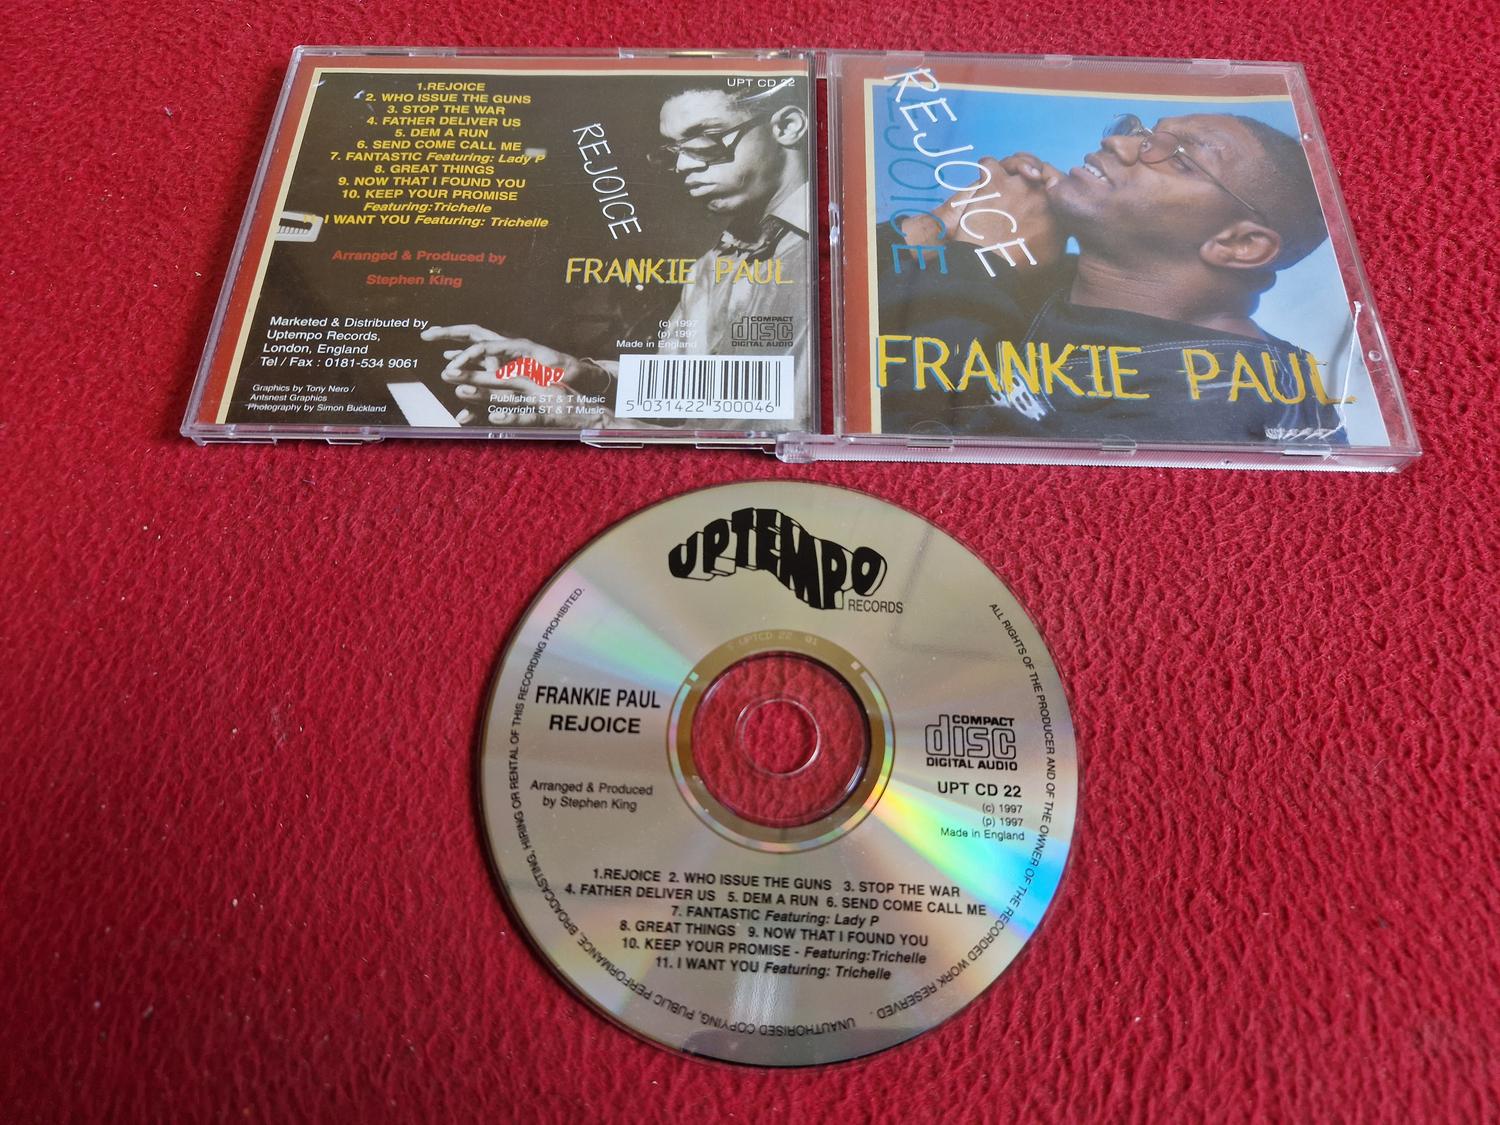 UPT CD 22
1.REJOICE
2. WHO ISSUE THE GUNS
3. STOP THE WAR
4. FATHER DELIVER US
5. DEM A RUN
6. SEND COME CALL ME
7. FANTASTIC Featuring: Lady P
8. GREAT THINGS
9. NOW THAT I FOUND YOU
10. KEEP YOUR PROMISE
Featuring:Trichelle
11. I WANT YOU Featuring: Trichelle
Arranged & Produced by
Stephen King
REJOICE
FRANKIE PAUL
Marketed & Distributed by
Uptempo Records,
London, England
Tel / Fax : 0181-534 9061
Graphics by Tony Nero /
Antsnest Graphics
Photography by Simon Buckland
UPTEMPO
Publisher ST & T Music
Copyright ST & T Music
(c) 1997
(p) 1997
Made in England
COMPACT
disc
DIGITAL AUDIO
5 031422 300046
REJOICE
REJOICE
FRANKIE PAUL
UPTEMPO
RECORDS
UPTCD 22 01
FRANKIE PAUL
REJOICE
Arranged & Produced
by Stephen King
COMPACT
disc
DIGITAL AUDIO
UPT CD 22
(c) 1997
(p) 1997
Made in England
1.REJOICE 2. WHO ISSUE THE GUNS 3. STOP THE WAR
4. FATHER DELIVER US 5. DEM A RUN 6. SEND COME CALL ME
7. FANTASTIC Featuring: Lady P
8. GREAT THINGS 9. NOW THAT I FOUND YOU
10. KEEP YOUR PROMISE - Featuring:Trichelle
11. I WANT YOU Featuring: Trichelle
ALL RIGHTS OF THE PRODUCER AND OF THE OWNER OF THE RECORDED WORK RESERVED. UNAUTHORISED COPYING, PUBLIC PERFORMANCE, BROADCASTING, HIRING OR RENTAL OF THIS RECORDING PROHIBITED.